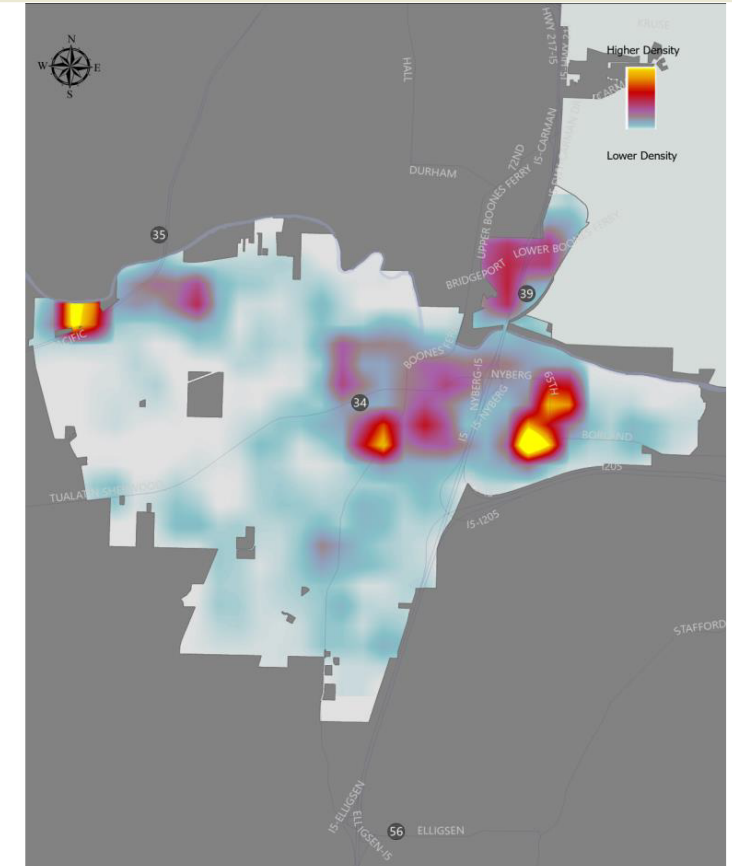 N
W E
S
HWY 217-I5
KRUSE
Higher Density
Lower Density
HALL
I5-CARMAN
72ND
DURHAM
UPPER BOONES FERRY
35
LOWER BOONES FERRY
BRIDGEPORT
39
BOONES
NYBERG-I5
NYBERG
65TH
I5-NYBERG
34
I5
BORLAND
I205
TUALATIN-SHERWOOD
I5-I205
STAFFORD
I5-ELLIGSEN
ELLIGSEN-I5
56 ELLIGSEN